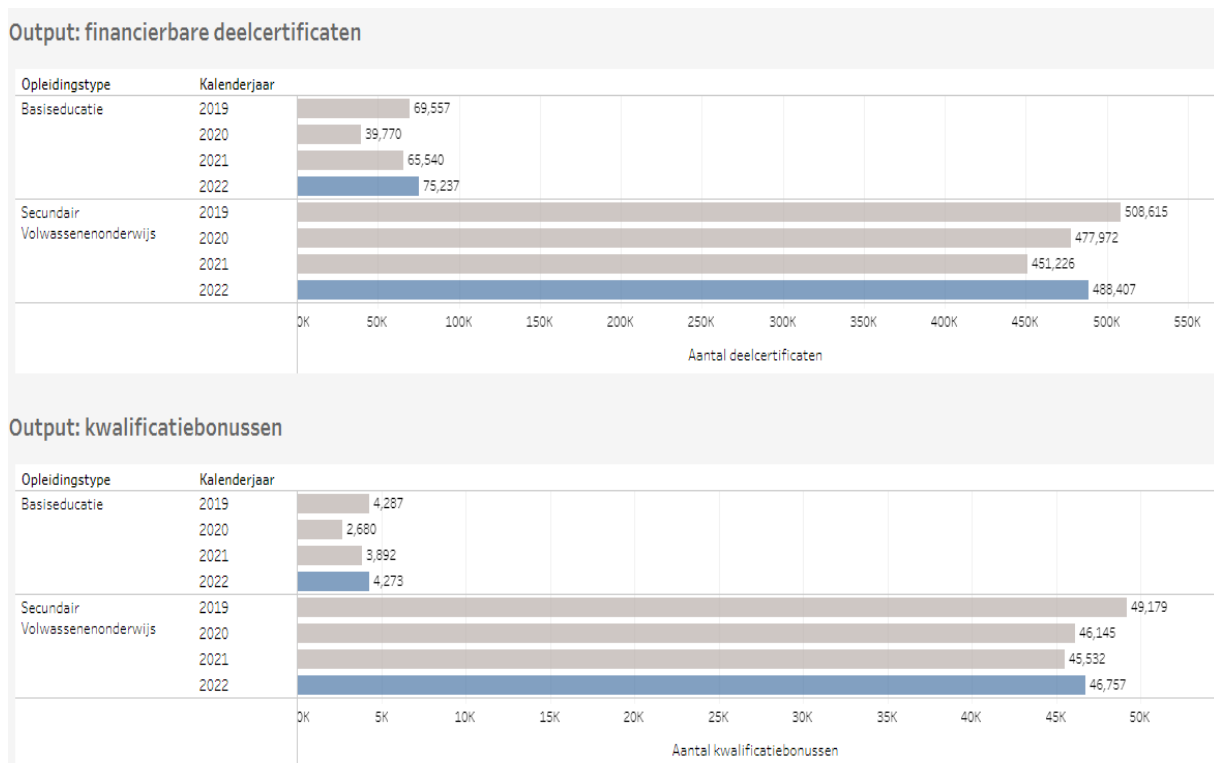 Output: financierbare deelcertificaten
Opleidingstype Kalenderjaar
Basiseducatie 2019 69,557
2020 39,770
2021 65,540
2022 75,237
Secundair 2019 508,615
Volwassenenonderwijs 2020 477,972
2021 451,226
2022 488,407
0K 50K 100K 150K 200K 250K 300K 350K 400K 450K 500K 550K
Aantal deelcertificaten
Output: kwalificatiebonussen
Opleidingstype Kalenderjaar
Basiseducatie 2019 4,287
2020 2,680
2021 3,892
2022 4,273
Secundair 2019 49,179
Volwassenenonderwijs 2020 46,145
2021 45,532
2022 46,757
0K 5K 10K 15K 20K 25K 30K 35K 40K 45K 50K
Aantal kwalificatiebonussen